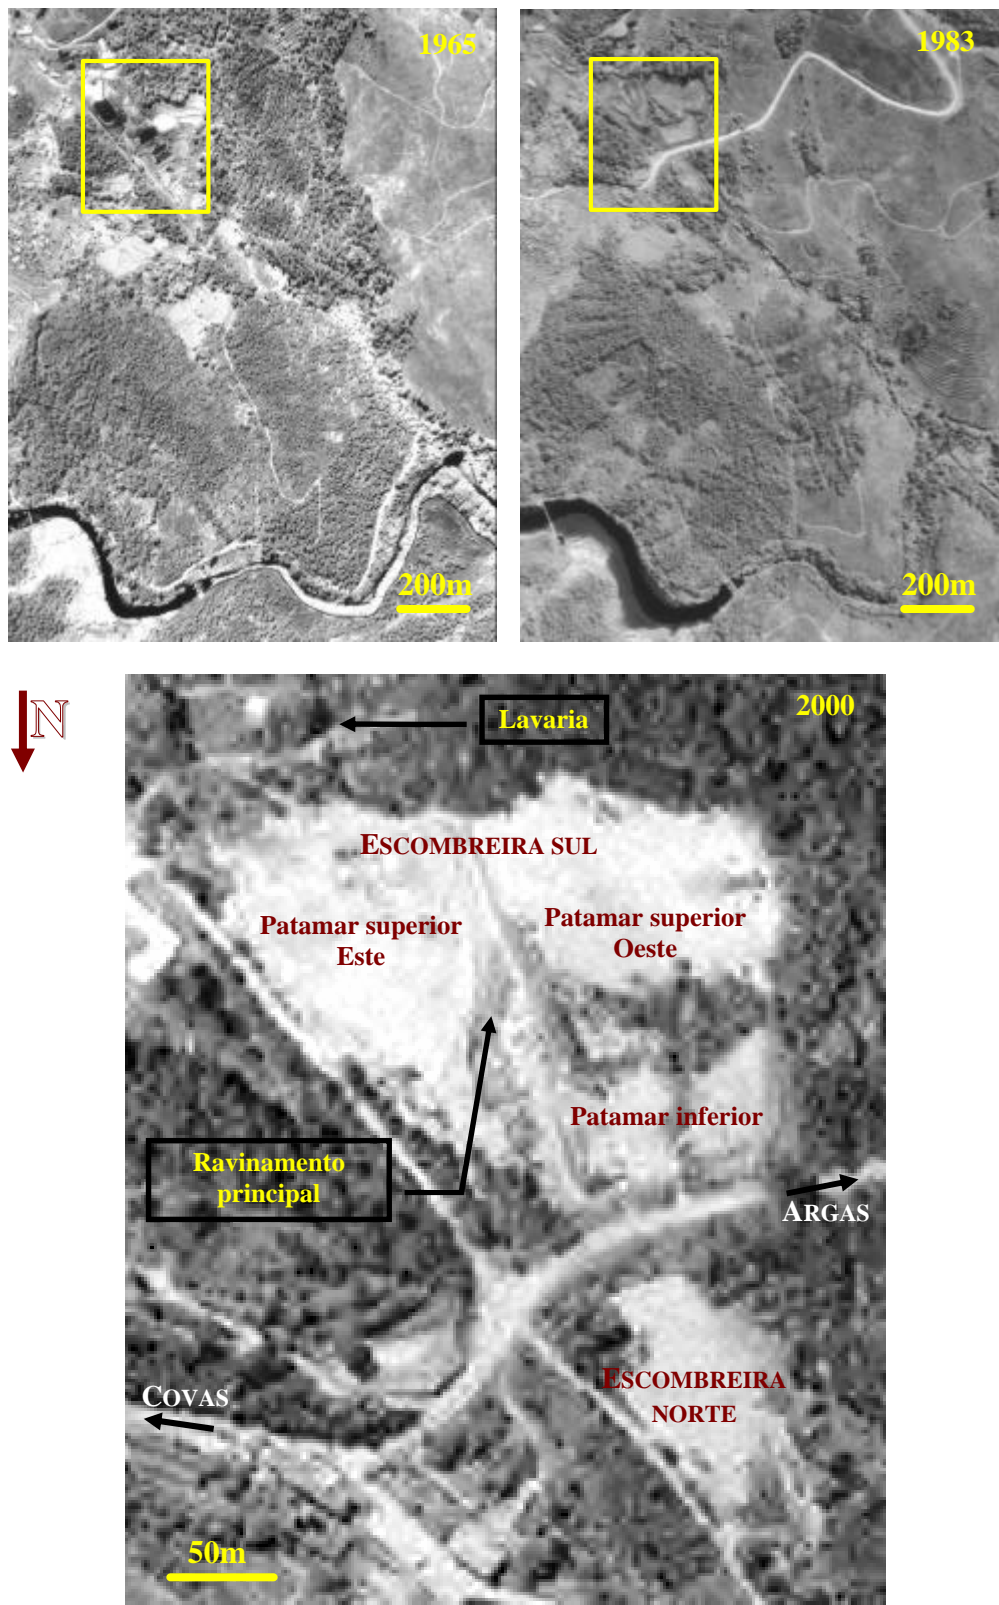 1965
1983
200m
200m
N
2000
Lavaria
ESCOMBREIRA SUL
Patamar superior
Este
Patamar superior
Oeste
Patamar inferior
Ravinamento
principal
ARGAS
ESCOMBREIRA
NORTE
COVAS
50m